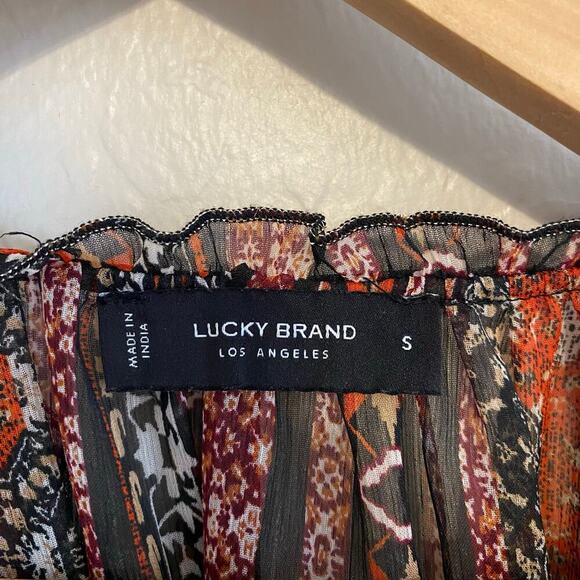 MADE IN
INDIA
LUCKY BRAND
LOS ANGELES
S